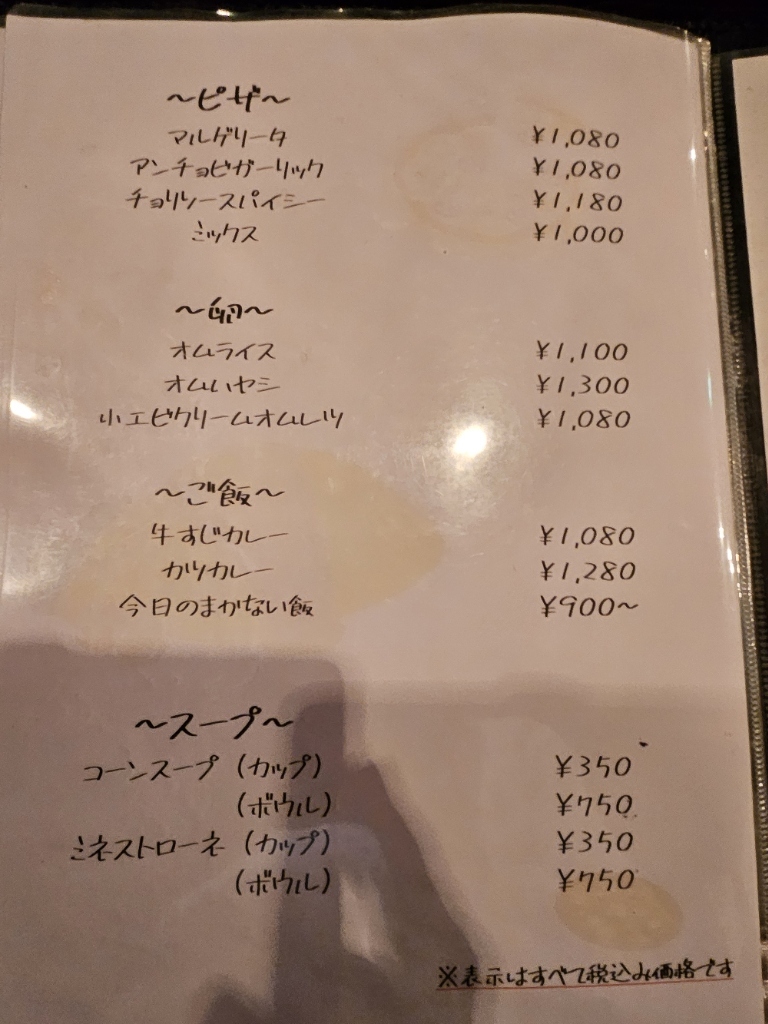 ～ピザ～
マルゲリータ ￥1,080
アンチョビガーリック ￥1,080
チョリソースパイシー ￥1,180
ミックス ￥1,000
～卵～
オムライス ￥1,100
オムハヤシ ￥1,300
小エビクリームオムレツ ￥1,080
～ご飯～
牛すじカレー ￥1,080
カツカレー ￥1,280
今日のまかない飯 ￥900～
～スープ～
コーンスープ (カップ) ￥350
(ボウル) ￥750
ミネストローネ (カップ) ￥350
(ボウル) ￥750
※表示はすべて税込み価格です